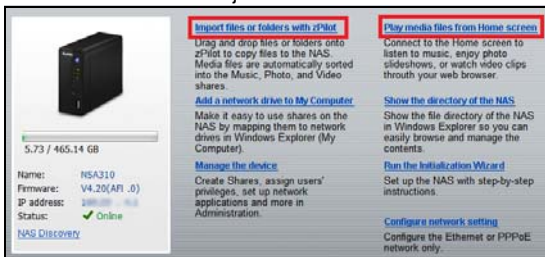 5.73 / 465.14 GB
Name: NSA310
Firmware: V4.20(AFI .0)
IP address:
Status: Online
NAS Discovery
Import files or folders with zPilot
Drag and drop files or folders onto
zPilot to copy files to the NAS.
Media files are automatically sorted
into the Music, Photo, and Video
shares.
Add a network drive to My Computer
Make it easy to use shares on the
NAS by mapping them to network
drives in Windows Explorer (My
Computer).
Manage the device
Create Shares, assign users'
privileges, set up network
applications and more in
Administration.
Play media files from Home screen
Connect to the Home screen to
listen to music, enjoy photo
slideshows, or watch video clips
throuth your web browser.
Show the directory of the NAS
Show the file directory of the NAS
in Windows Explorer so you can
easily browse and manage the
contents.
Run the Initialization Wizard
Set up the NAS with step-by-step
instructions.
Configure network setting
Configure the Ethernet or PPPoE
network only.